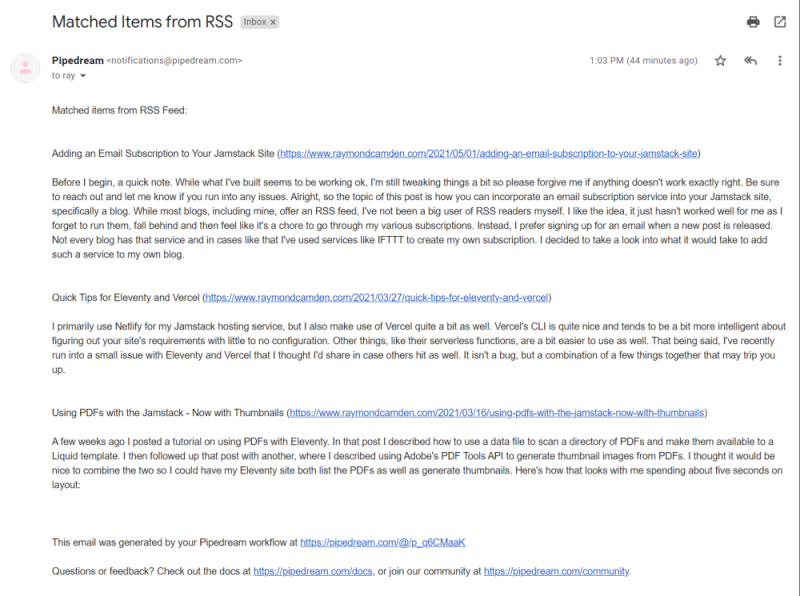 Matched Items from RSS Inbox ×
Pipedream <notifications@pipedream.com> 1:03 PM (44 minutes ago)
to ray
Matched items from RSS Feed:
Adding an Email Subscription to Your Jamstack Site (https://www.raymondcamden.com/2021/05/01/adding-an-email-subscription-to-your-jamstack-site)
Before I begin, a quick note. While what I've built seems to be working ok, I'm still tweaking things a bit so please forgive me if anything doesn't work exactly right. Be sure
to reach out and let me know if you run into any issues. Alright, so the topic of this post is how you can incorporate an email subscription service into your Jamstack site,
specifically a blog. While most blogs, including mine, offer an RSS feed, I've not been a big user of RSS readers myself. I like the idea, it just hasn't worked well for me as I
forget to run them, fall behind and then feel like it's a chore to go through my various subscriptions. Instead, I prefer signing up for an email when a new post is released.
Not every blog has that service and in cases like that I've used services like IFTTT to create my own subscription. I decided to take a look into what it would take to add
such a service to my own blog.
Quick Tips for Eleventy and Vercel (https://www.raymondcamden.com/2021/03/27/quick-tips-for-eleventy-and-vercel)
I primarily use Netlify for my Jamstack hosting service, but I also make use of Vercel quite a bit as well. Vercel's CLI is quite nice and tends to be a bit more intelligent about
figuring out your site's requirements with little to no configuration. Other things, like their serverless functions, are a bit easier to use as well. That being said, I've recently
run into a small issue with Eleventy and Vercel that I thought I'd share in case others hit as well. It isn't a bug, but a combination of a few things together that may trip you
up.
Using PDFs with the Jamstack - Now with Thumbnails (https://www.raymondcamden.com/2021/03/16/using-pdfs-with-the-jamstack-now-with-thumbnails)
A few weeks ago I posted a tutorial on using PDFs with Eleventy. In that post I described how to use a data file to scan a directory of PDFs and make them available to a
Liquid template. I then followed up that post with another, where I described using Adobe's PDF Tools API to generate thumbnail images from PDFs. I thought it would be
nice to combine the two so I could have my Eleventy site both list the PDFs as well as generate thumbnails. Here's how that looks with me spending about five seconds on
layout:
This email was generated by your Pipedream workflow at https://pipedream.com/@/p_q6CMaaK
Questions or feedback? Check out the docs at https://pipedream.com/docs, or join our community at https://pipedream.com/community.